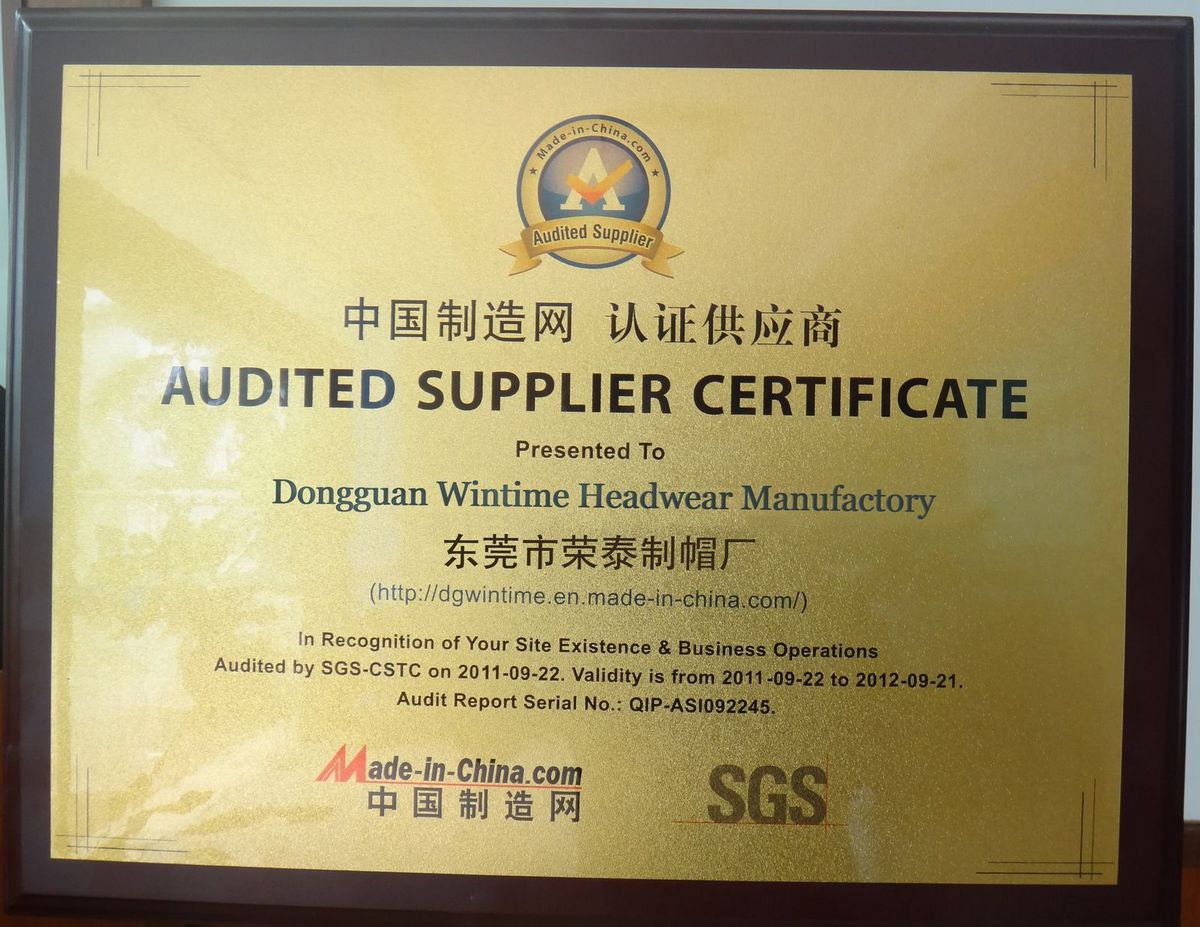 Made-in-China.com
A
Audited Supplier
中国制造网 认证供应商
AUDITED SUPPLIER CERTIFICATE
Presented To
Dongguan Wintime Headwear Manufactory
东莞市荣泰制帽厂
(http://dgwintime.en.made-in-china.com/)
In Recognition of Your Site Existence & Business Operations
Audited by SGS-CSTC on 2011-09-22. Validity is from 2011-09-22 to 2012-09-21.
Audit Report Serial No.: QIP-ASI092245.
Made-in-China.com
中国制造网
SGS